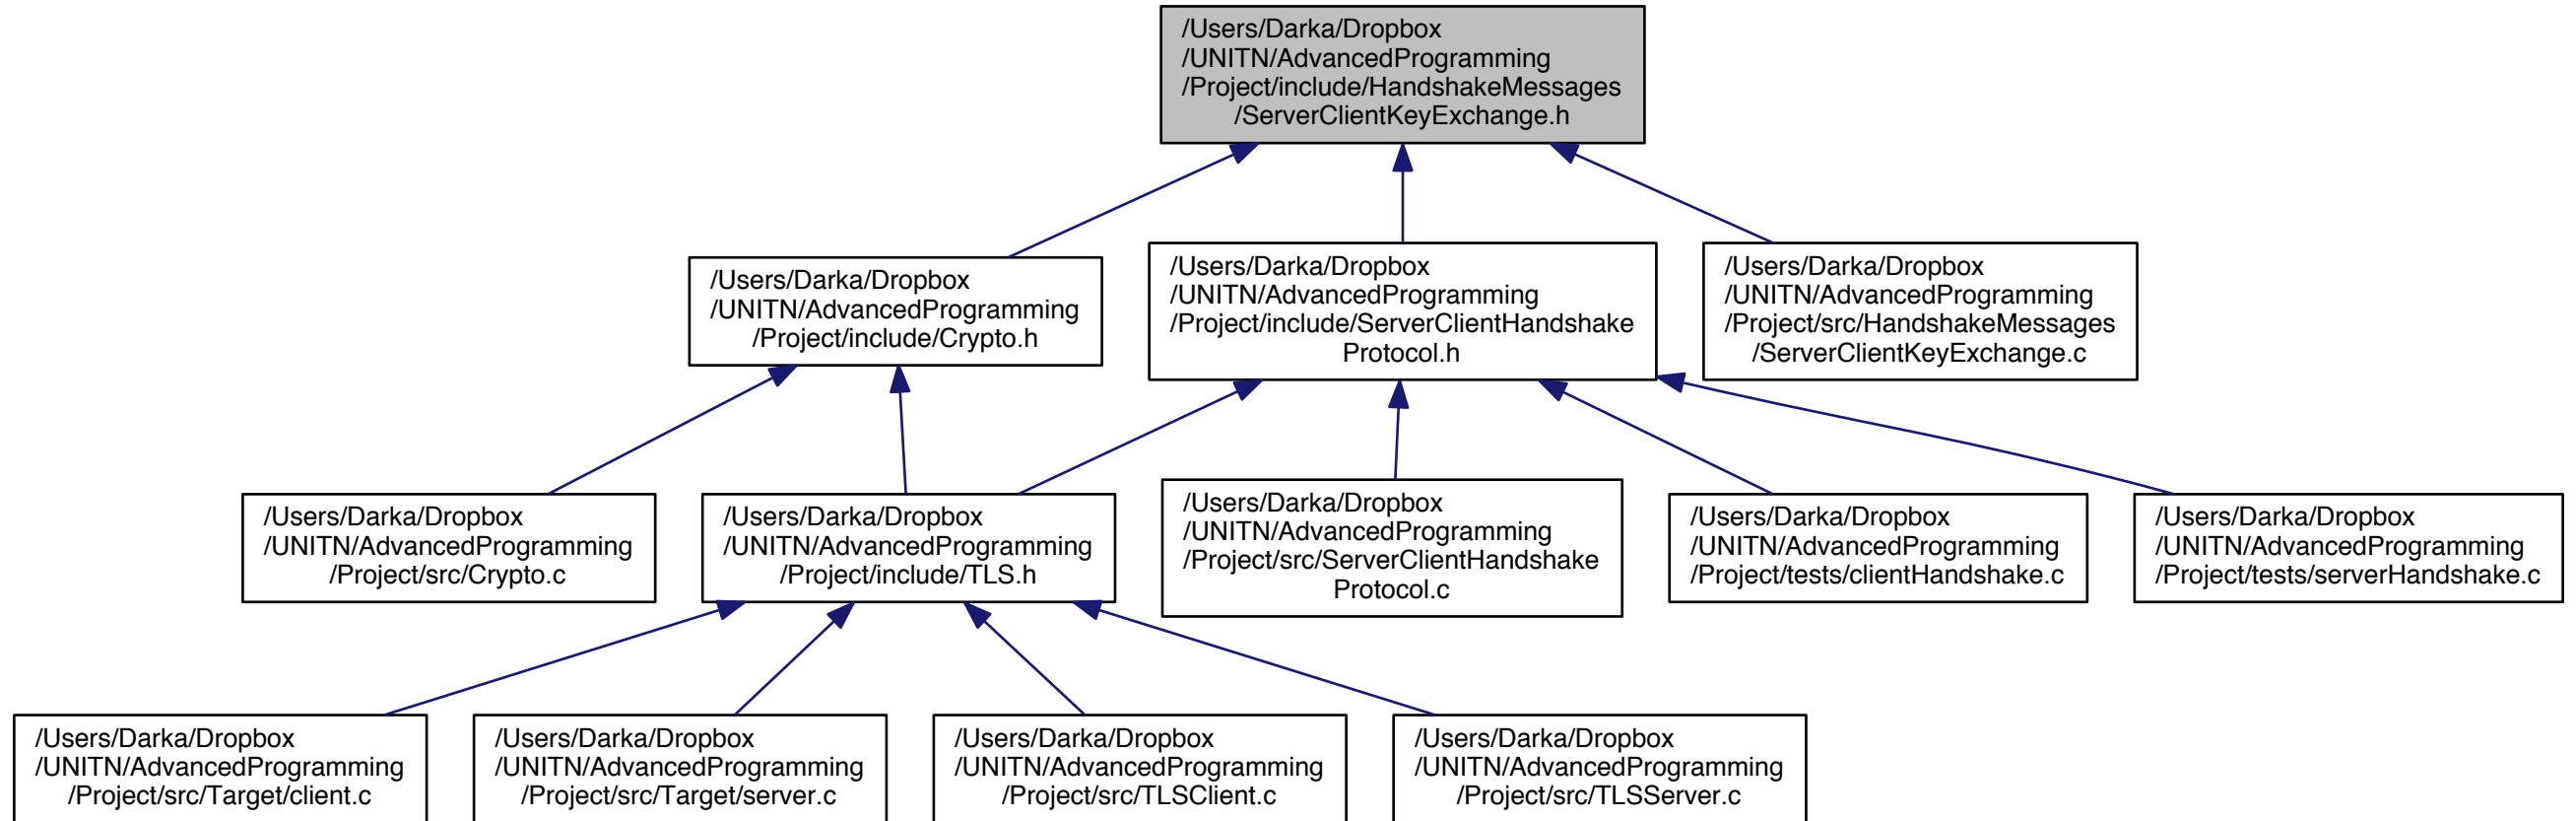 /Users/Darka/Dropbox
/UNITN/AdvancedProgramming
/Project/include/HandshakeMessages
/ServerClientKeyExchange.h
/Users/Darka/Dropbox
/UNITN/AdvancedProgramming
/Project/include/Crypto.h
/Users/Darka/Dropbox
/UNITN/AdvancedProgramming
/Project/include/ServerClientHandshake
Protocol.h
/Users/Darka/Dropbox
/UNITN/AdvancedProgramming
/Project/src/HandshakeMessages
/ServerClientKeyExchange.c
/Users/Darka/Dropbox
/UNITN/AdvancedProgramming
/Project/src/Crypto.c
/Users/Darka/Dropbox
/UNITN/AdvancedProgramming
/Project/include/TLS.h
/Users/Darka/Dropbox
/UNITN/AdvancedProgramming
/Project/src/ServerClientHandshake
Protocol.c
/Users/Darka/Dropbox
/UNITN/AdvancedProgramming
/Project/tests/clientHandshake.c
/Users/Darka/Dropbox
/UNITN/AdvancedProgramming
/Project/tests/serverHandshake.c
/Users/Darka/Dropbox
/UNITN/AdvancedProgramming
/Project/src/Target/client.c
/Users/Darka/Dropbox
/UNITN/AdvancedProgramming
/Project/src/Target/server.c
/Users/Darka/Dropbox
/UNITN/AdvancedProgramming
/Project/src/TLSClient.c
/Users/Darka/Dropbox
/UNITN/AdvancedProgramming
/Project/src/TLSServer.c